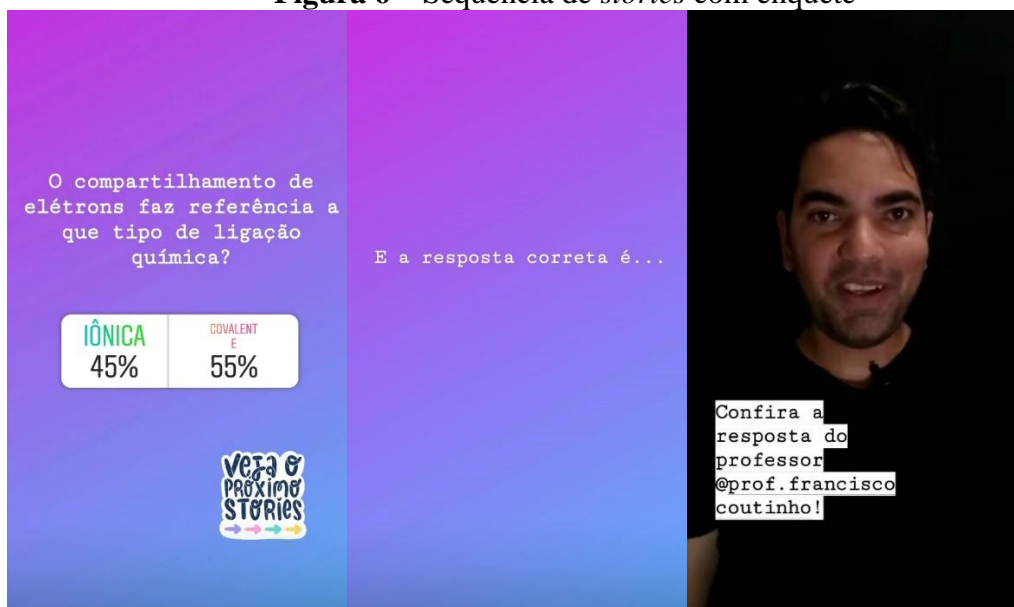 Figura 6 – Sequência de stories com enquete
O compartilhamento de
elétrons faz referência a
que tipo de ligação
química?
IÔNICA
45%
COVALENT
E
55%
VEJA O
PRÓXIMO
STORIES
E a resposta correta é...
Confira a
resposta do
professor
@prof.francisco
coutinho!